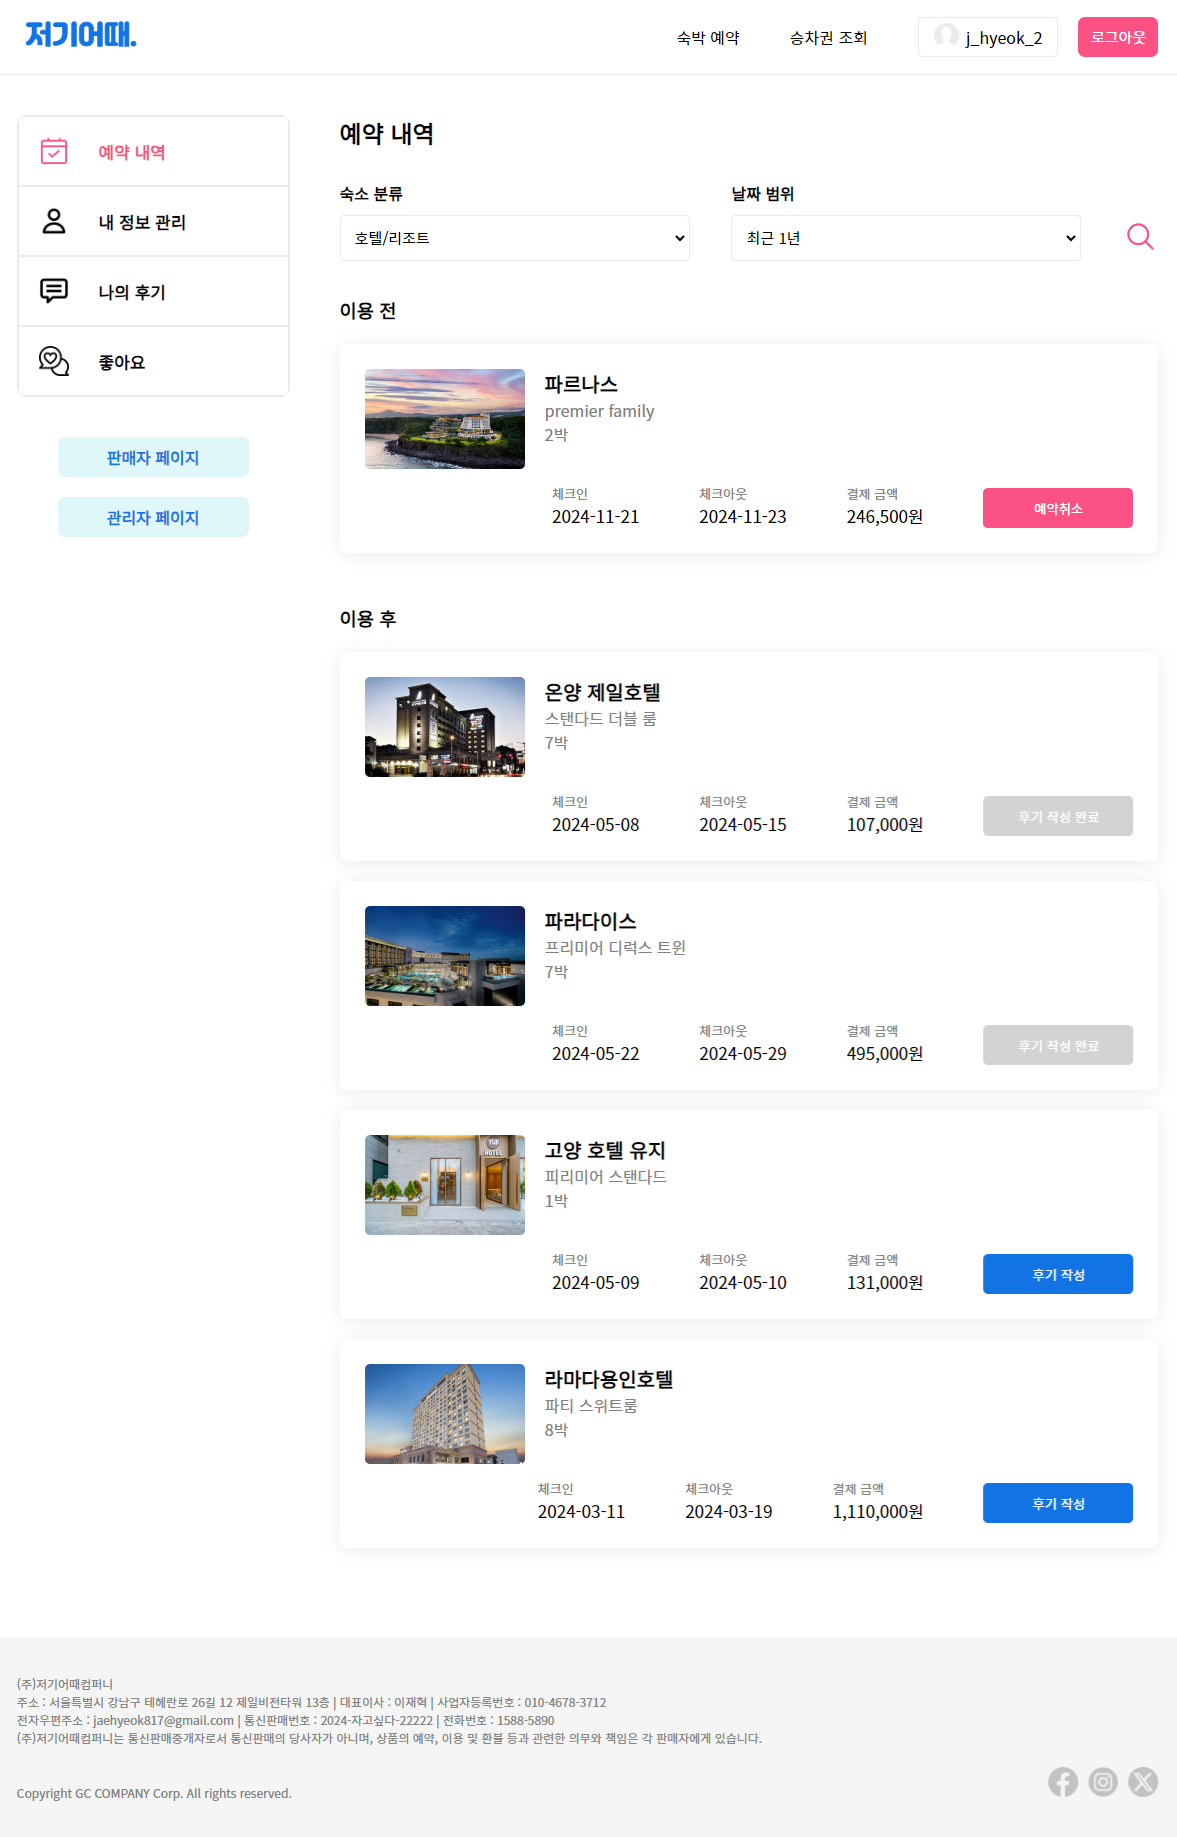 저기어때.
숙박 예약
승차권 조회
j_hyeok_2
로그아웃
예약 내역
내 정보 관리
나의 후기
좋아요
판매자 페이지
관리자 페이지
예약 내역
숙소 분류
날짜 범위
호텔/리조트
최근 1년
이용 전
파르나스
premier family
2박
체크인
체크아웃
결제 금액
2024-11-21
2024-11-23
246,500원
예약취소
이용 후
온양 제일호텔
스탠다드 더블 룸
7박
체크인
체크아웃
결제 금액
2024-05-08
2024-05-15
107,000원
후기 작성 완료
파라다이스
프리미어 디럭스 트윈
7박
체크인
체크아웃
결제 금액
2024-05-22
2024-05-29
495,000원
후기 작성 완료
YUJI
HOTEL
고양 호텔 유지
피리미어 스탠다드
1박
체크인
체크아웃
결제 금액
2024-05-09
2024-05-10
131,000원
후기 작성
라마다용인호텔
파티 스위트룸
8박
체크인
체크아웃
결제 금액
2024-03-11
2024-03-19
1,110,000원
후기 작성
(주)저기어때컴퍼니
주소 : 서울특별시 강남구 테헤란로 26길 12 제일비전타워 13층 | 대표이사 : 이재혁 | 사업자등록번호 : 010-4678-3712
전자우편주소 : jaehyeok817@gmail.com | 통신판매번호 : 2024-자고싶다-22222 | 전화번호 : 1588-5890
(주)저기어때컴퍼니는 통신판매중개자로서 통신판매의 당사자가 아니며, 상품의 예약, 이용 및 환불 등과 관련한 의무와 책임은 각 판매자에게 있습니다.
Copyright GC COMPANY Corp. All rights reserved.